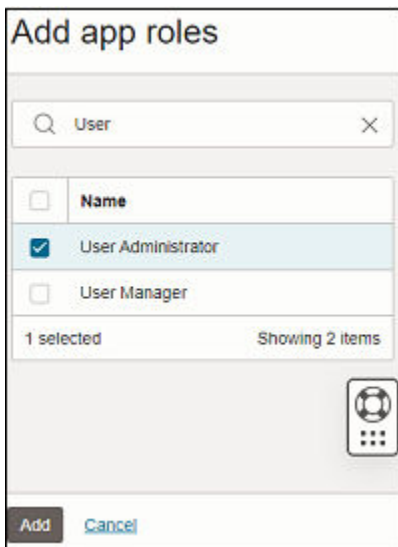 Add app roles
User
Name
User Administrator
User Manager
1 selected Showing 2 items
Add Cancel